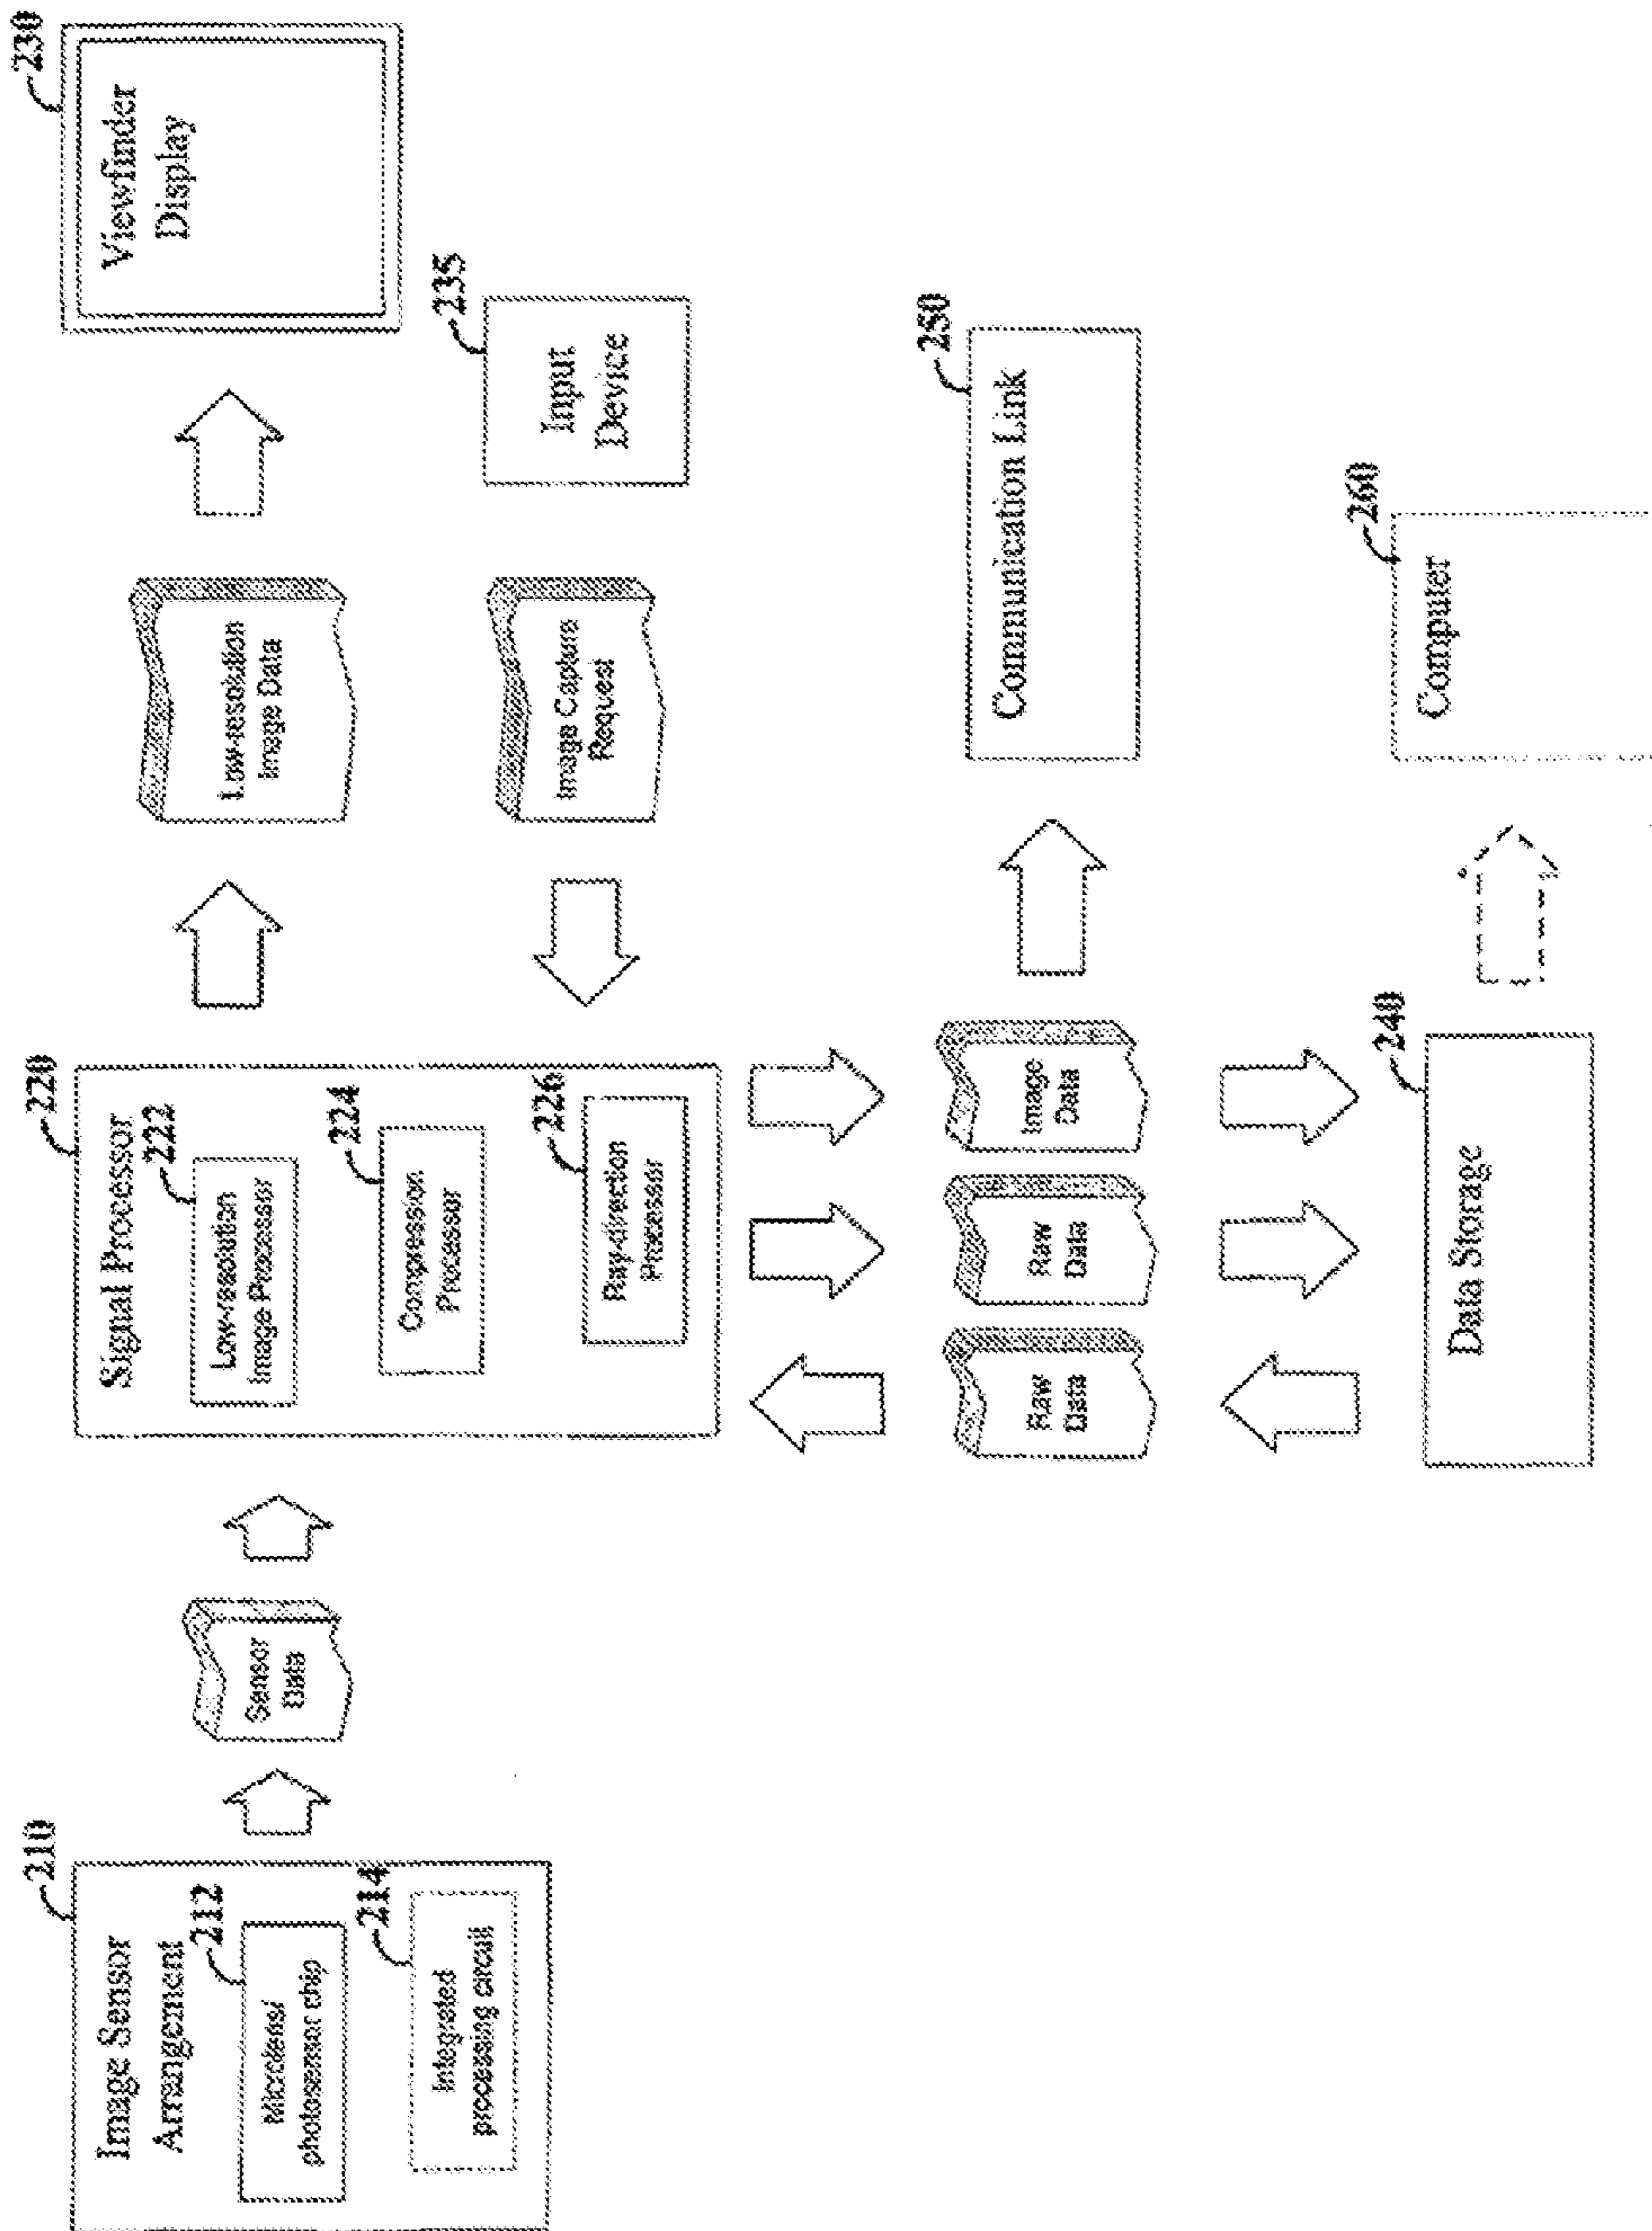 210
Image Sensor
Arrangement
212
Microlens/
photosensor chip
214
Integrated
processing circuit
Sensor
Data
220
Signal Processor
222
Low-resolution
Image Processor
224
Compression
Processor
226
Ray-direction
Processor
Low-resolution
Image Data
230
Viewfinder
Display
Image Capture
Request
235
Input
Device
Raw
Data
Raw
Data
Image
Data
250
Communication Link
240
Data Storage
260
Computer